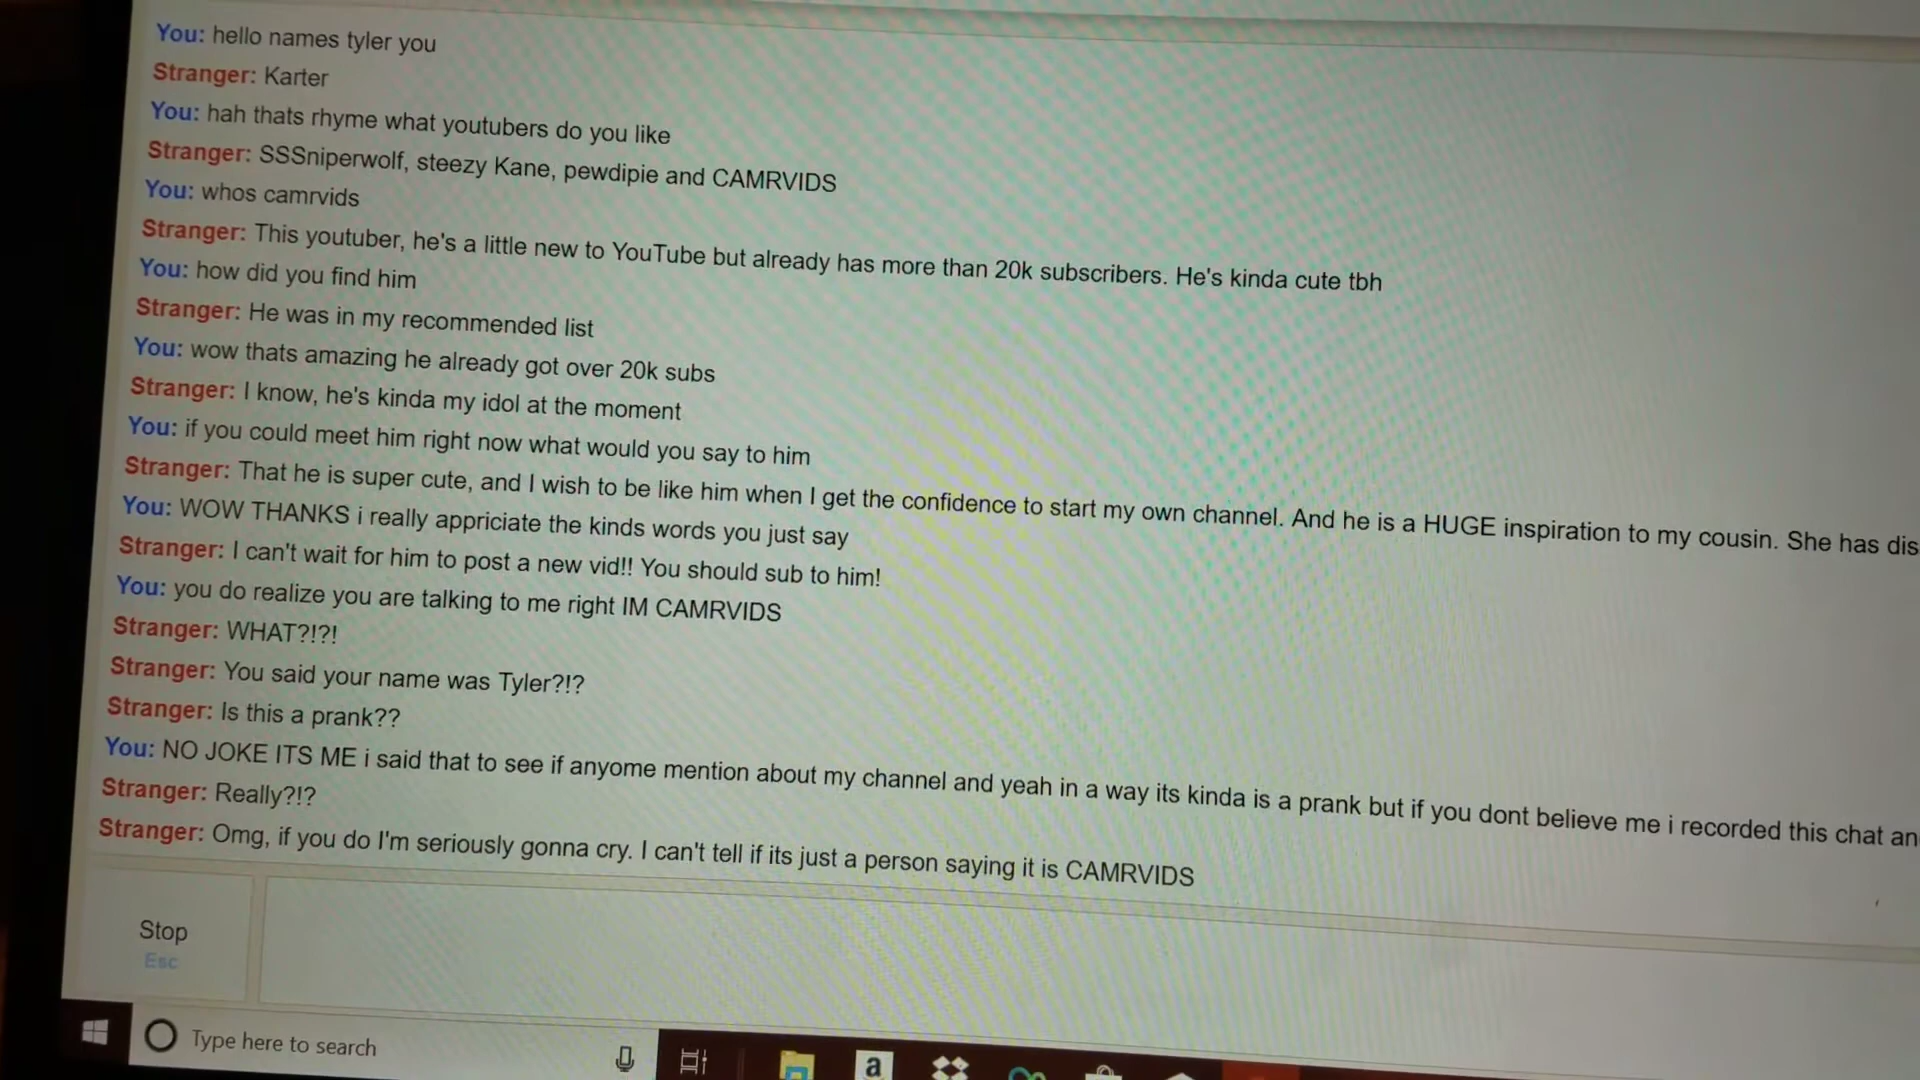 You: hello names tyler you
Stranger: Karter
You: hah thats rhyme what youtubers do you like
Stranger: SSSniperwolf, steezy Kane, pewdipie and CAMRVIDS
You: whos camrvids
Stranger: This youtuber, he's a little new to YouTube but already has more than 20k subscribers. He's kinda cute tbh
You: how did you find him
Stranger: He was in my recommended list
You: wow thats amazing he already got over 20k subs
Stranger: I know, he's kinda my idol at the moment
You: if you could meet him right now what would you say to him
Stranger: That he is super cute, and I wish to be like him when I get the confidence to start my own channel. And he is a HUGE inspiration to my cousin. She has dis
You: WOW THANKS i really appriciate the kinds words you just say
Stranger: I can't wait for him to post a new vid!! You should sub to him!
You: you do realize you are talking to me right IM CAMRVIDS
Stranger: WHAT?!?!
Stranger: You said your name was Tyler?!?
Stranger: Is this a prank??
You: NO JOKE ITS ME i said that to see if anyome mention about my channel and yeah in a way its kinda is a prank but if you dont believe me i recorded this chat an
Stranger: Really?!?
Stranger: Omg, if you do I'm seriously gonna cry. I can't tell if its just a person saying it is CAMRVIDS
Stop
Esc
Type here to search
a